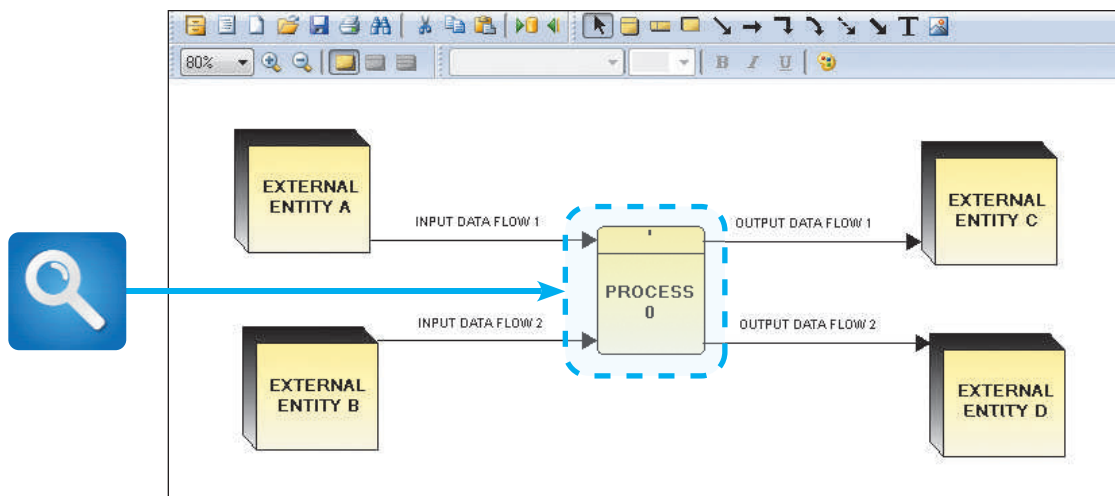 80%
B I U
EXTERNAL
ENTITY A
INPUT DATA FLOW 1
OUTPUT DATA FLOW 1
EXTERNAL
ENTITY C
PROCESS
0
INPUT DATA FLOW 2
OUTPUT DATA FLOW 2
EXTERNAL
ENTITY B
EXTERNAL
ENTITY D